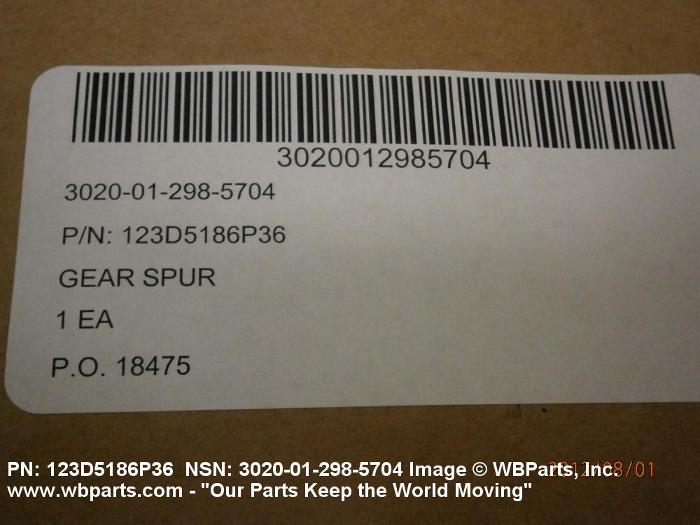 3020012985704
3020-01-298-5704
P/N: 123D5186P36
GEAR SPUR
1 EA
P.O. 18475
PN: 123D5186P36 NSN: 3020-01-298-5704 Image © WBParts, Inc.
www.wbparts.com - "Our Parts Keep the World Moving"